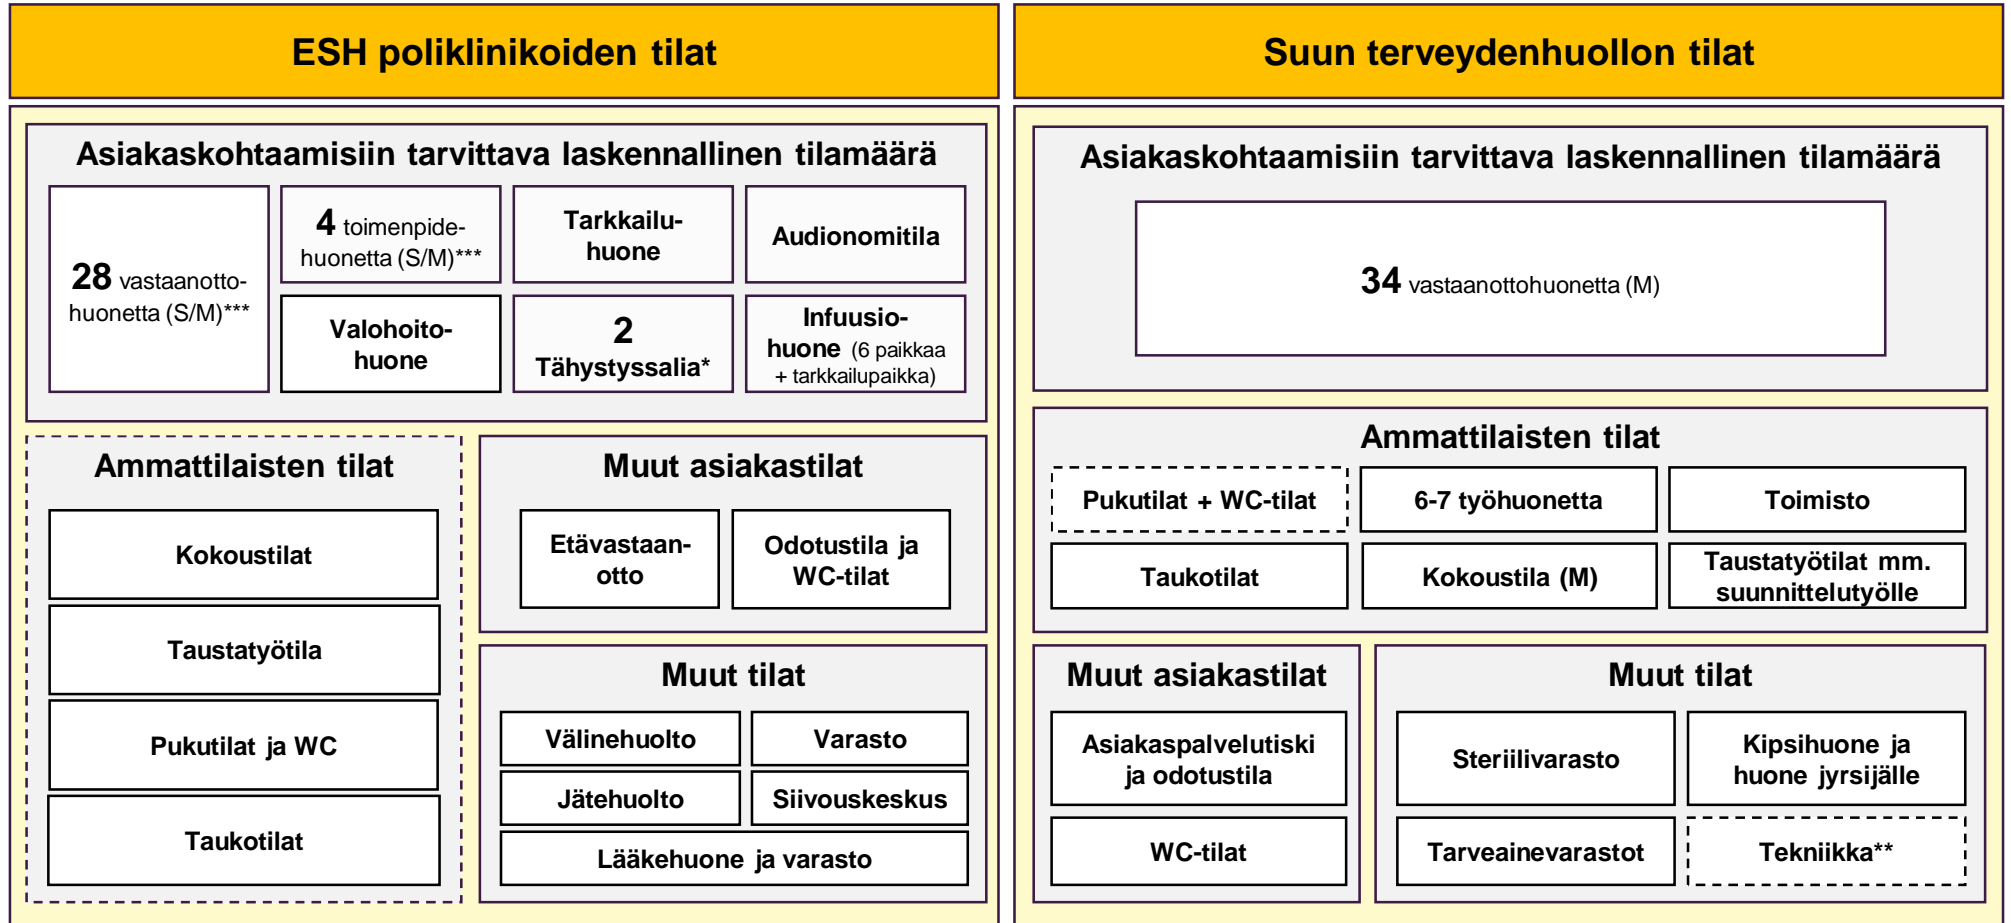 ESH poliklinikoiden tilat
Asiakaskohtaamisiin tarvittava laskennallinen tilamäärä
28 vastaanotto-
huonetta (S/M)***
4 toimenpide-
huonetta (S/M)***
Tarkkailu-
huone
Audionomitila
Valohoito-
huone
2
Tähystyssalia*
Infuusio-
huone (6 paikkaa
+ tarkkailupaikka)
Ammattilaisten tilat
Kokoustilat
Taustatyötila
Pukutilat ja WC
Taukotilat
Muut asiakastilat
Etävastaan-
otto
Odotustila ja
WC-tilat
Muut tilat
Välinehuolto
Varasto
Jätehuolto
Siivouskeskus
Lääkehuone ja varasto
Suun terveydenhuollon tilat
Asiakaskohtaamisiin tarvittava laskennallinen tilamäärä
34 vastaanottohuonetta (M)
Ammattilaisten tilat
Pukutilat + WC-tilat
6-7 työhuonetta
Toimisto
Taukotilat
Kokoustila (M)
Taustatyötilat mm.
suunnittelutyölle
Muut asiakastilat
Asiakaspalvelutiski
ja odotustila
WC-tilat
Muut tilat
Steriilivarasto
Kipsihuone ja
huone jyrsijälle
Tarveainevarastot
Tekniikka**